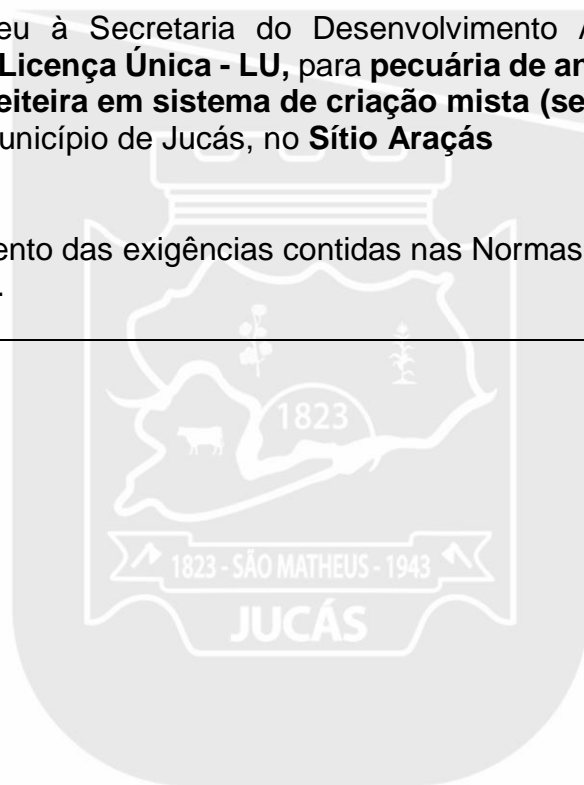 eu à Secretaria do Desenvolvimento A
Licença Única - LU, para pecuária de an
eiteira em sistema de criação mista (se
unicípio de Jucás, no Sítio Araçás
ento das exigências contidas nas Normas
.
1823
1823 - SÃO MATHEUS - 1943
JUCÁS